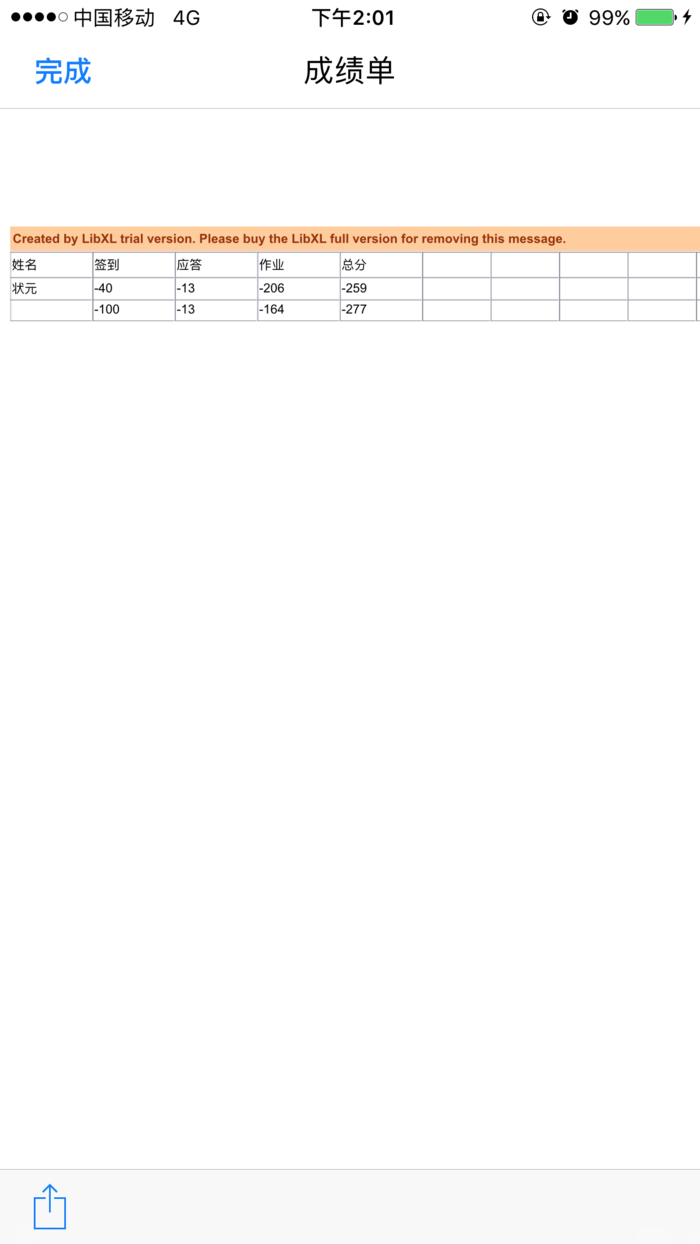 中国移动 4G 下午2:01 99%
完成 成绩单
Created by LibXL trial version. Please buy the LibXL full version for removing this message.
姓名 签到 应答 作业 总分
状元 -40 -13 -206 -259
-100 -13 -164 -277